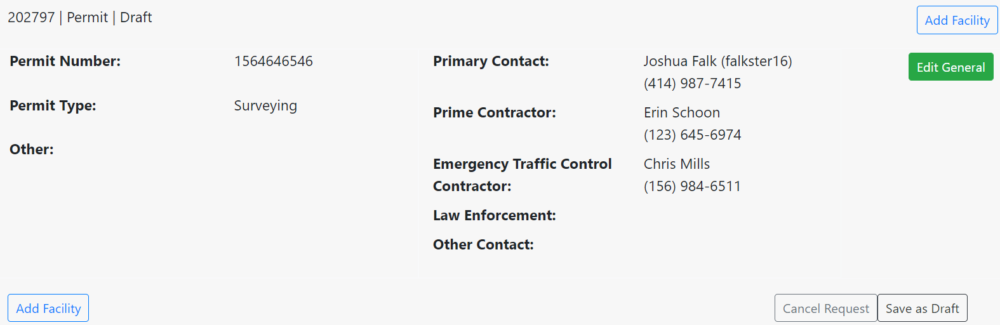 202797 | Permit | Draft
Add Facility
Permit Number: 1564646546
Permit Type: Surveying
Other:
Primary Contact: Joshua Falk (falkster16)
(414) 987-7415
Prime Contractor: Erin Schoon
(123) 645-6974
Emergency Traffic Control Chris Mills
Contractor: (156) 984-6511
Law Enforcement:
Other Contact:
Edit General
Add Facility
Cancel Request Save as Draft